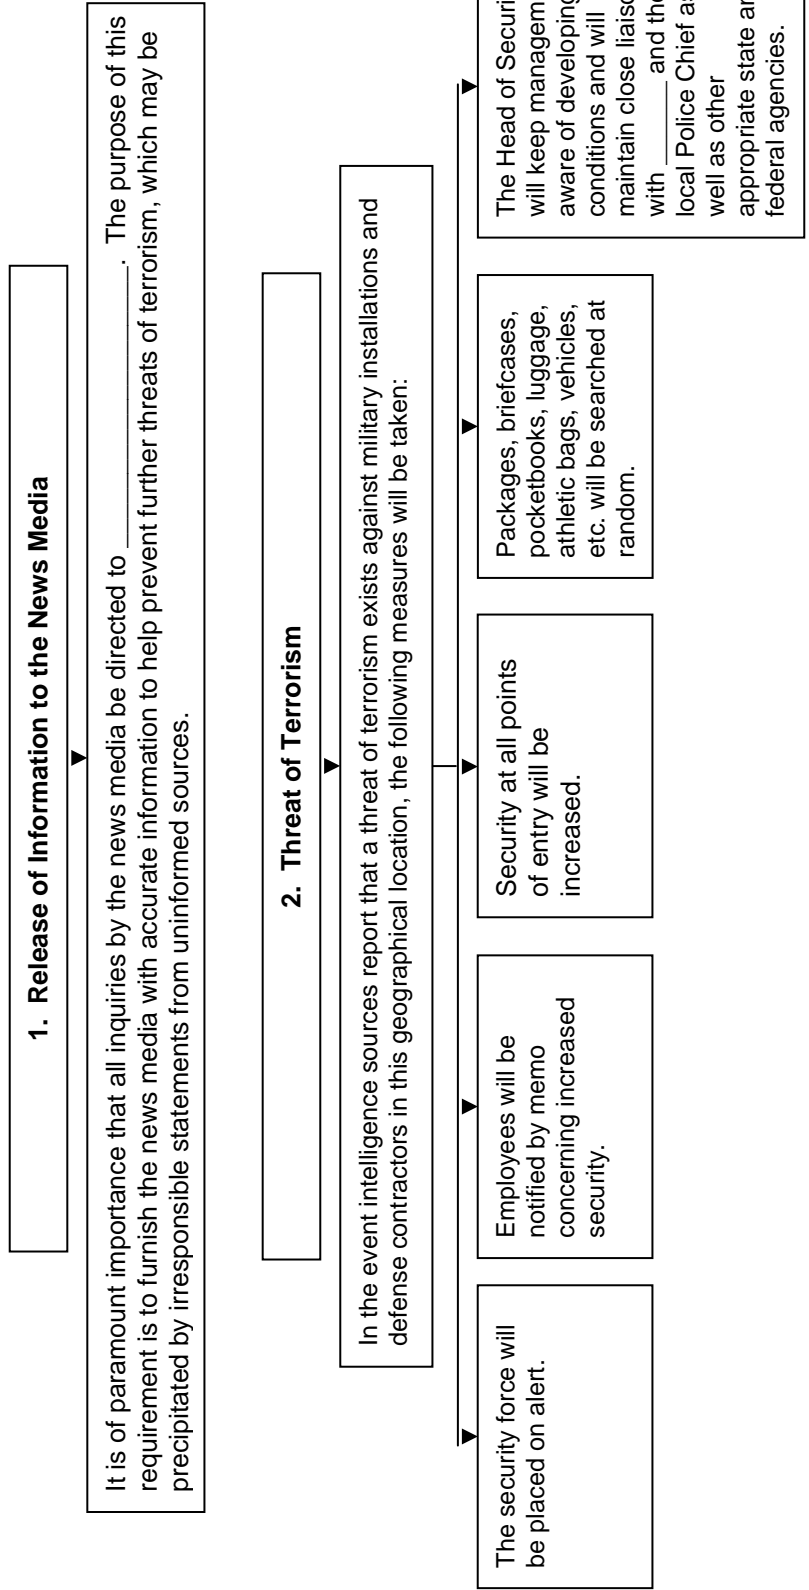 1. Release of Information to the News Media
It is of paramount importance that all inquiries by the news media be directed to ____________________. The purpose of this
requirement is to furnish the news media with accurate information to help prevent further threats of terrorism, which may be
precipitated by irresponsible statements from uninformed sources.
2. Threat of Terrorism
In the event intelligence sources report that a threat of terrorism exists against military installations and
defense contractors in this geographical location, the following measures will be taken:
The security force will
be placed on alert.
Employees will be
notified by memo
concerning increased
security.
Security at all points
of entry will be
increased.
Packages, briefcases,
pocketbooks, luggage,
athletic bags, vehicles,
etc. will be searched at
random.
The Head of Securi
will keep managem
aware of developing
conditions and will
maintain close liaiso
with ______ and the
local Police Chief as
well as other
appropriate state an
federal agencies.